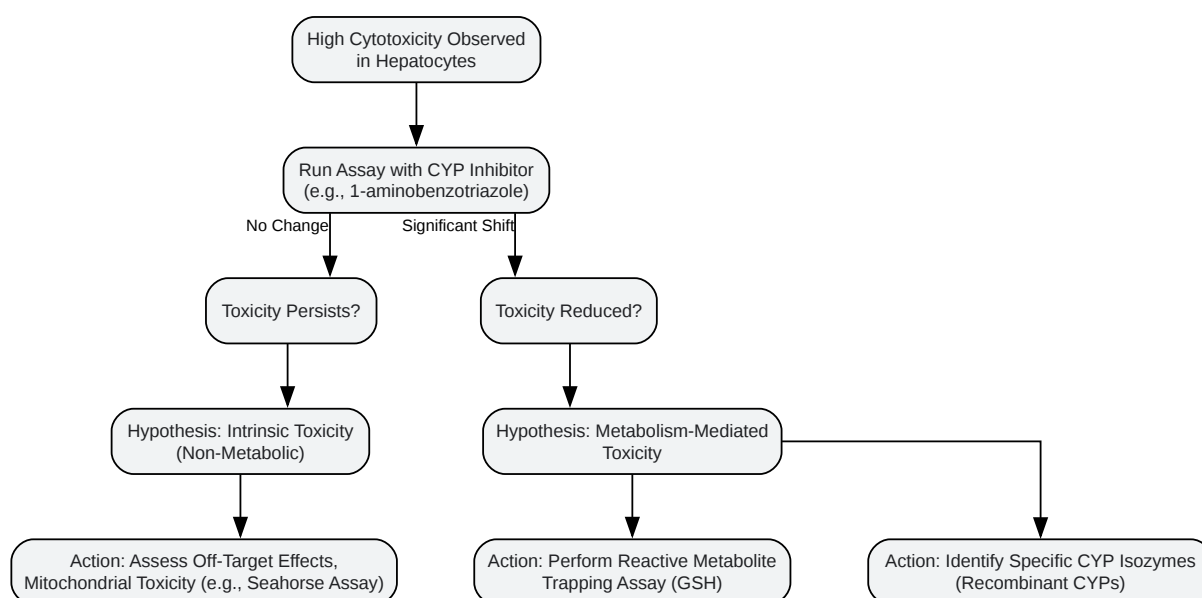 High Cytotoxicity Observed
in Hepatocytes
Run Assay with CYP Inhibitor
(e.g., 1-aminobenzotriazole)
No Change
Significant Shift
Toxicity Persists?
Toxicity Reduced?
Hypothesis: Intrinsic Toxicity
(Non-Metabolic)
Hypothesis: Metabolism-Mediated
Toxicity
Action: Assess Off-Target Effects,
Mitochondrial Toxicity (e.g., Seahorse Assay)
Action: Perform Reactive Metabolite
Trapping Assay (GSH)
Action: Identify Specific CYP Isozymes
(Recombinant CYPs)